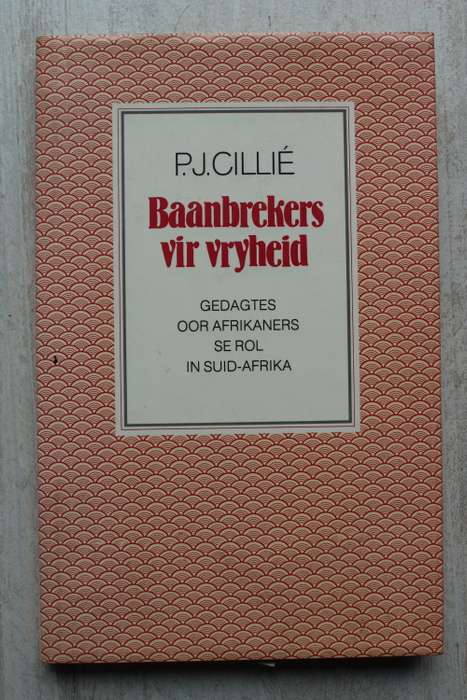 P.J.CILLIÉ
Baanbrekers
vir vryheid
GEDAGTES
OOR AFRIKANERS
SE ROL
IN SUID-AFRIKA